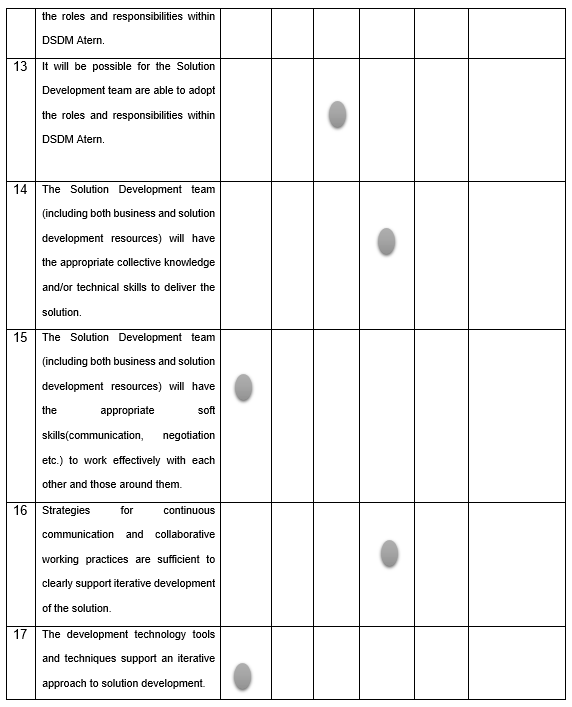 the roles and responsibilities within
DSDM Atern.
13 It will be possible for the Solution
Development team are able to adopt
the roles and responsibilities within
DSDM Atern.
14 The Solution Development team
(including both business and solution
development resources) will have
the appropriate collective knowledge
and/or technical skills to deliver the
solution.
15 The Solution Development team
(including both business and solution
development resources) will have
the appropriate soft
skills(communication, negotiation
etc.) to work effectively with each
other and those around them.
16 Strategies for continuous
communication and collaborative
working practices are sufficient to
clearly support iterative development
of the solution.
17 The development technology tools
and techniques support an iterative
approach to solution development.